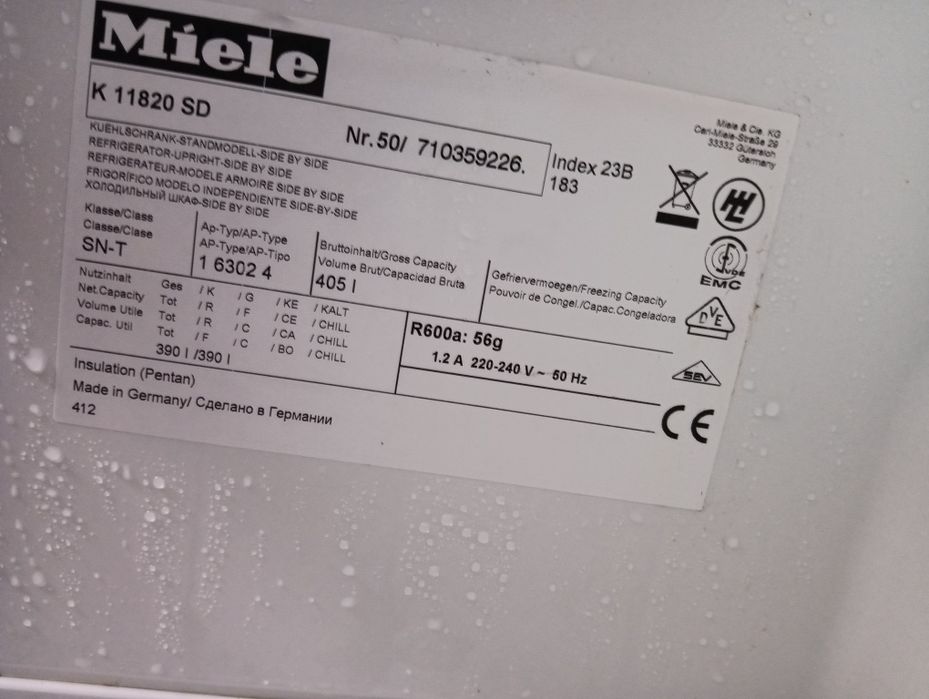 Miele
K 11820 SD
Nr.50/ 710359226.
Index 23B
183
Miele & Cie. KG
Carl-Miele-Straße 29
33332 Gütersloh
Germany
KUEHLSCHRANK-STANDMODELL-SIDE BY SIDE
REFRIGERATOR-UPRIGHT-SIDE BY SIDE
REFRIGERATEUR-MODELE ARMOIRE SIDE BY SIDE
FRIGORÍFICO MODELO INDEPENDIENTE SIDE-BY-SIDE
ХОЛОДИЛЬНЫЙ ШКАФ-SIDE BY SIDE
Klasse/Class
Classe/Clase
SN-T
Ap-Typ/AP-Type
AP-Type/AP-Tipo
1 6302 4
Bruttoinhalt/Gross Capacity
Volume Brut/Capacidad Bruta
405 l
Gefriervermoegen/Freezing Capacity
Pouvoir de Congel./Capac.Congeladora
EMC
DVE
SEV
CE
Nutzinhalt Ges / K / G / KE / KALT
Net.Capacity Tot / R / F / CE / CHILL
Volume Utile Tot / R / C / CA / CHILL
Capac. Util Tot / F / C / BO / CHILL
390 l /390 l
R600a: 56g
1.2 A 220-240 V ~ 50 Hz
Insulation (Pentan)
Made in Germany/ Сделано в Германии
412